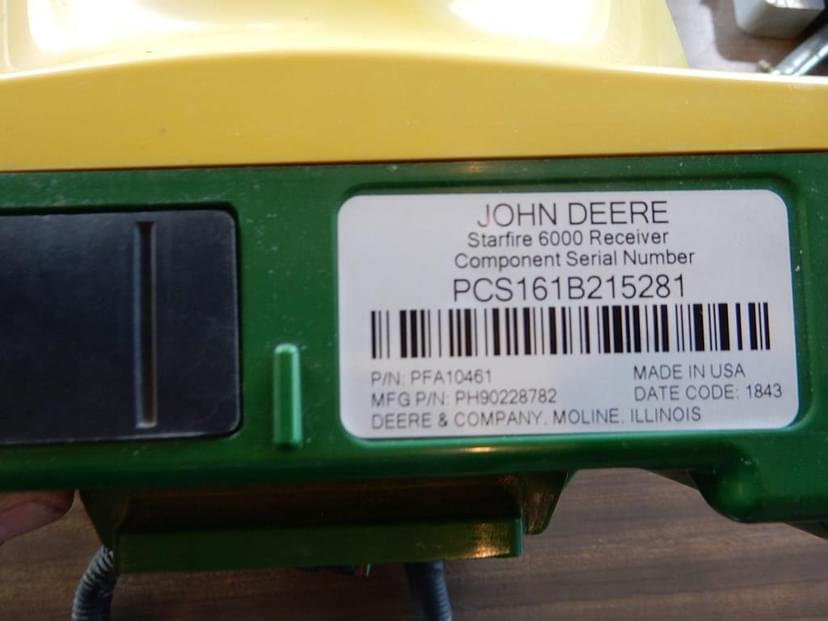 JOHN DEERE
Starfire 6000 Receiver
Component Serial Number
PCS161B215281
P/N: PFA10461
MADE IN USA
MFG P/N: PH90228782
DATE CODE: 1843
DEERE & COMPANY. MOLINE. ILLINOIS